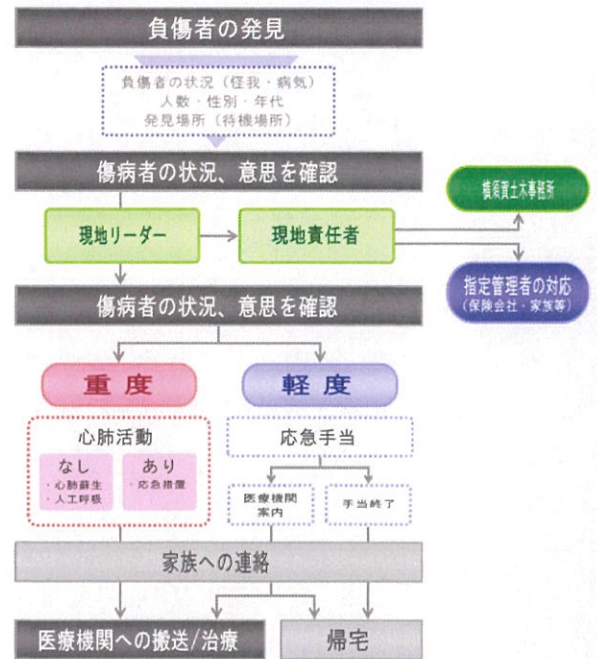 負傷者の発見
負傷者の状況（怪我・病気）
人数・性別・年代
発見場所（待機場所）
傷病者の状況、意思を確認
現地リーダー
現地責任者
横須賀土木事務所
指定管理者の対応
（保険会社・家族等）
傷病者の状況、意思を確認
重度
軽度
心肺活動
なし
・心肺蘇生
・人工呼吸
あり
・応急措置
応急手当
医療機関
案内
手当終了
家族への連絡
医療機関への搬送/治療
帰宅